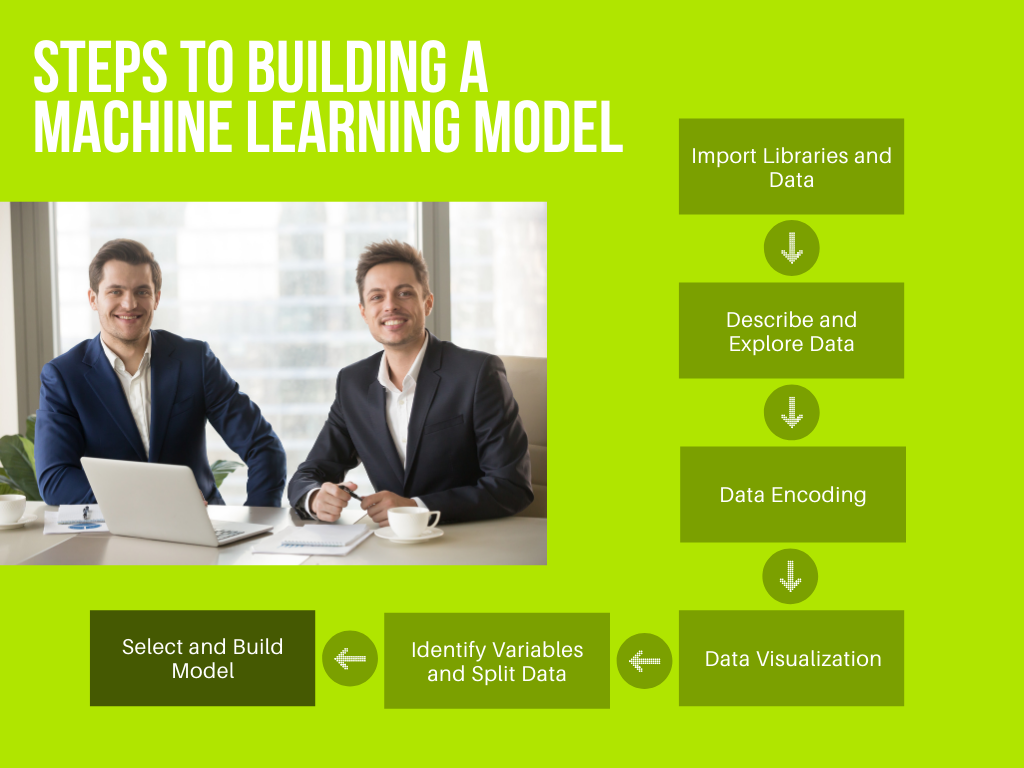 STEPS TO BUILDING A
MACHINE LEARNING MODEL
Import Libraries and
Data
Describe and
Explore Data
Data Encoding
Data Visualization
Identify Variables
and Split Data
Select and Build
Model